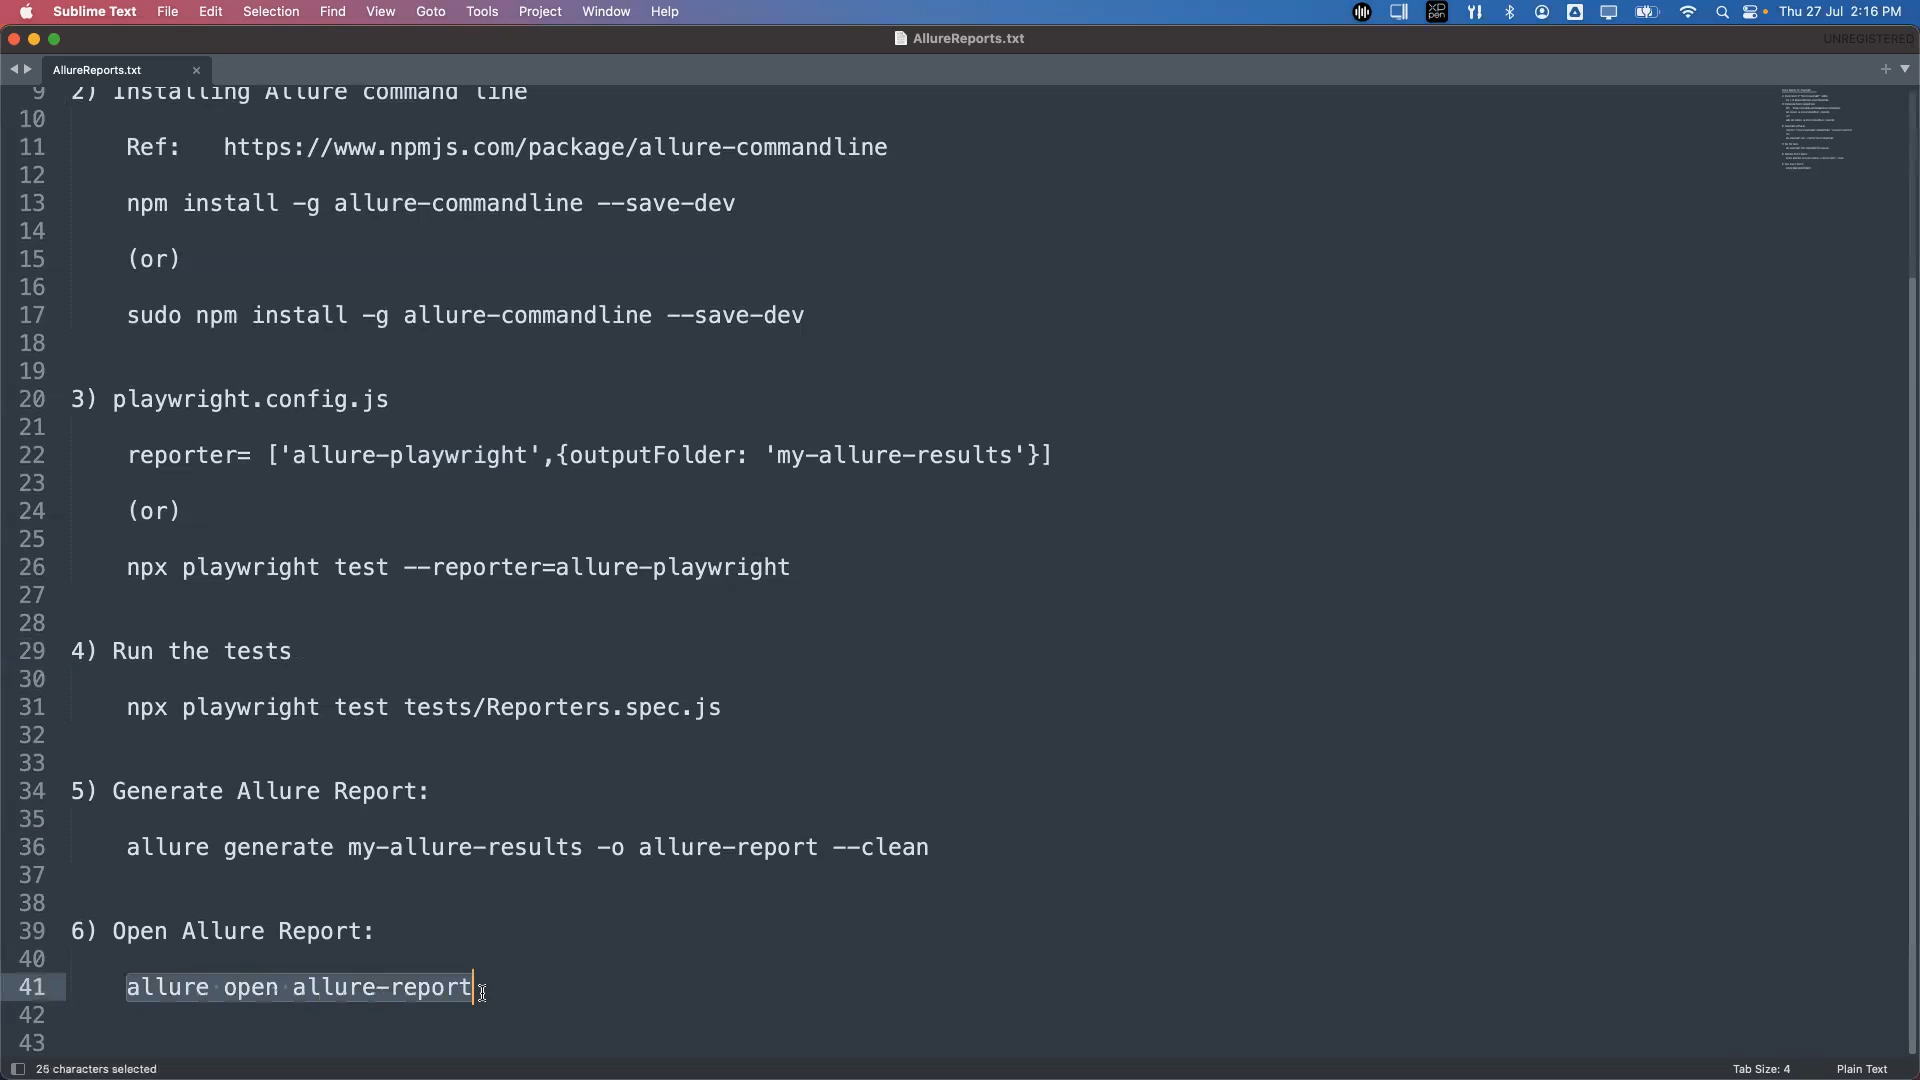 Sublime Text File Edit Selection Find View Goto Tools Project Window Help Thu 27 Jul 2:16 PM
AllureReports.txt UNREGISTERED
AllureReports.txt
9 2) Installing Allure command line
10
11 Ref: https://www.npmjs.com/package/allure-commandline
12
13 npm install -g allure-commandline --save-dev
14
15 (or)
16
17 sudo npm install -g allure-commandline --save-dev
18
19
20 3) playwright.config.js
21
22 reporter= ['allure-playwright',{outputFolder: 'my-allure-results'}]
23
24 (or)
25
26 npx playwright test --reporter=allure-playwright
27
28
29 4) Run the tests
30
31 npx playwright test tests/Reporters.spec.js
32
33
34 5) Generate Allure Report:
35
36 allure generate my-allure-results -o allure-report --clean
37
38
39 6) Open Allure Report:
40
41 allure open allure-report
42
43
25 characters selected Tab Size: 4 Plain Text